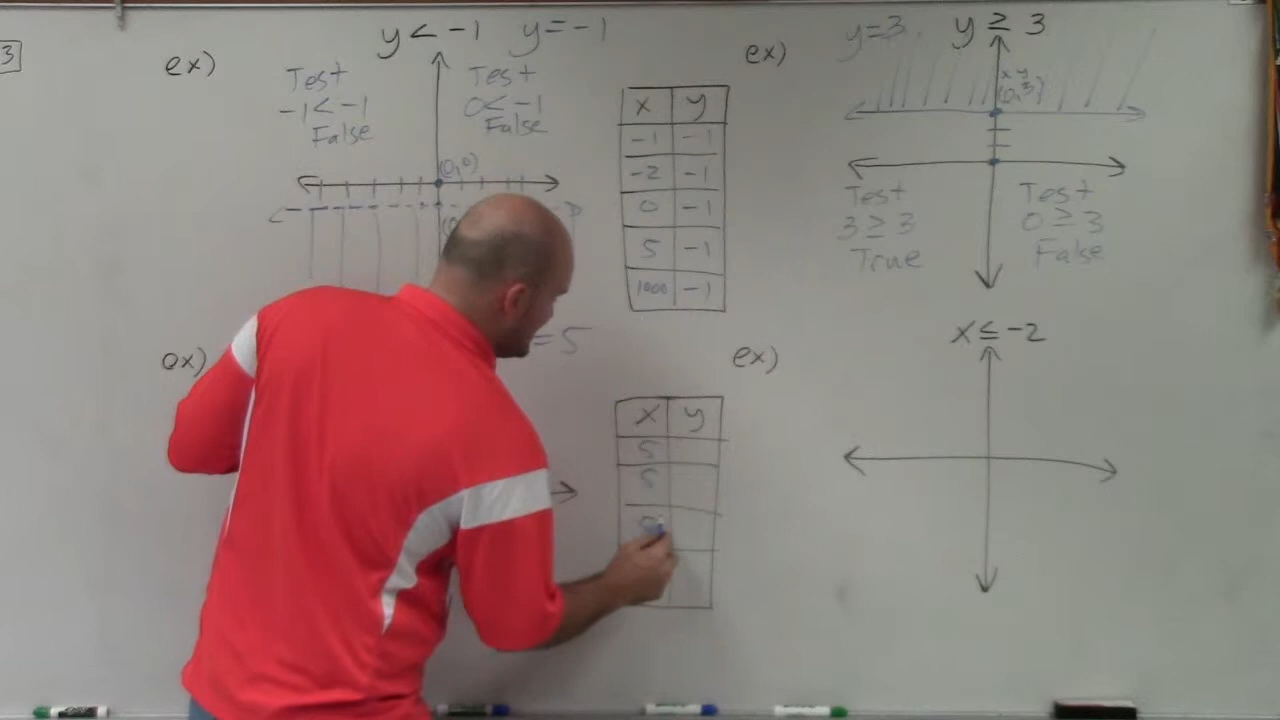 3
ex)
y < -1 y = -1
Test
-1 < -1
False
Test
0 < -1
False
(0,0)
x y
-1 -1
-2 -1
0 -1
5 -1
1000 -1
ex)
y=3
y ≥ 3
x y
(0,3)
Test
3 ≥ 3
True
Test
0 ≥ 3
False
ex)
= 5
x y
5
ex)
x ≤ -2